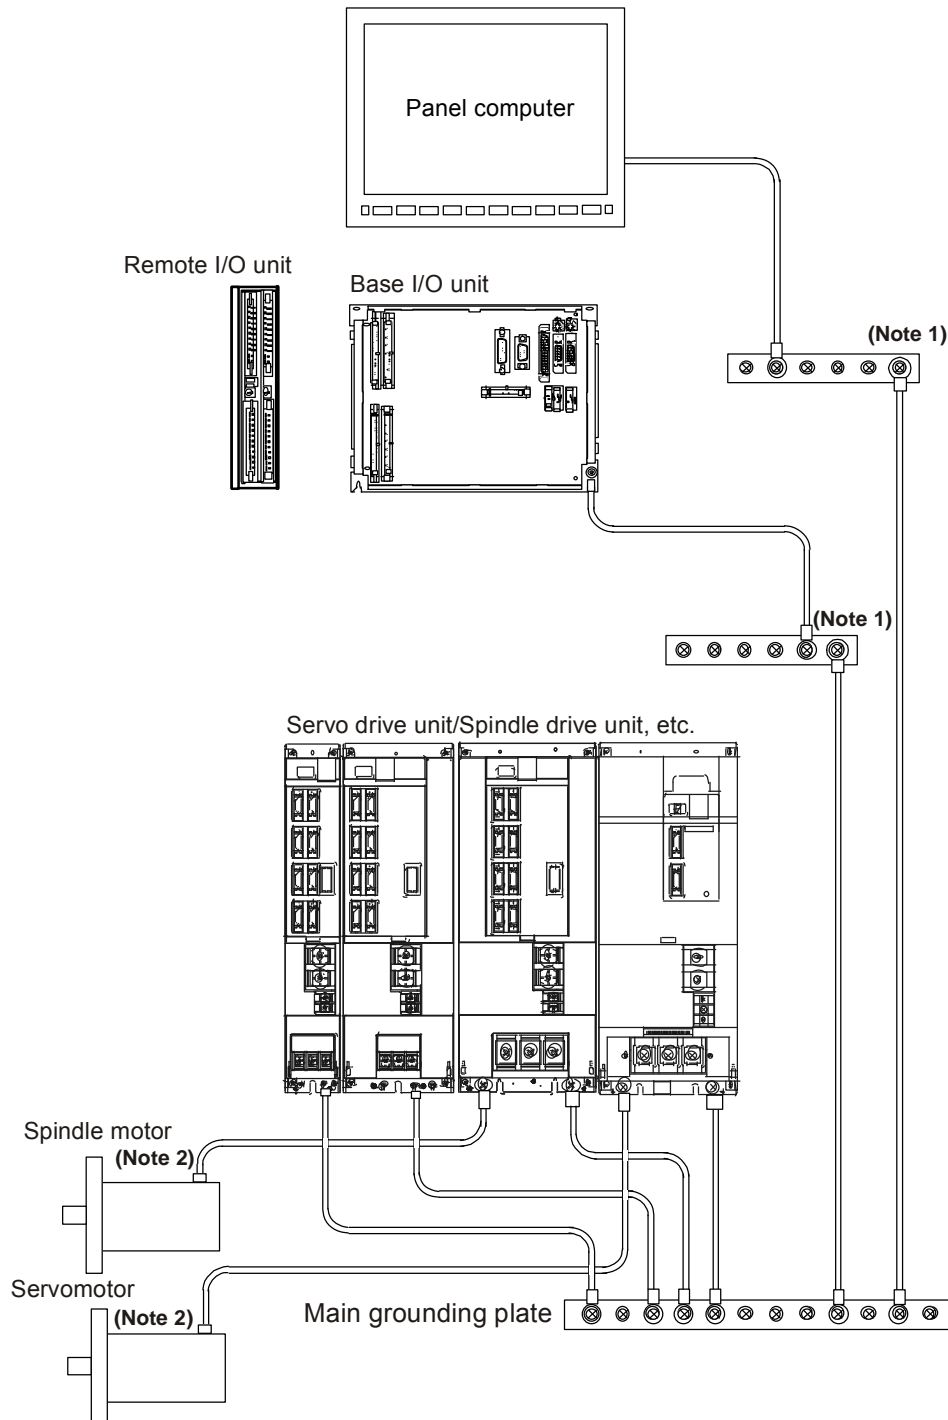 Panel computer
Remote I/O unit
Base I/O unit
(Note 1)
(Note 1)
Servo drive unit/Spindle drive unit, etc.
Spindle motor
(Note 2)
Servomotor
(Note 2)
Main grounding plate